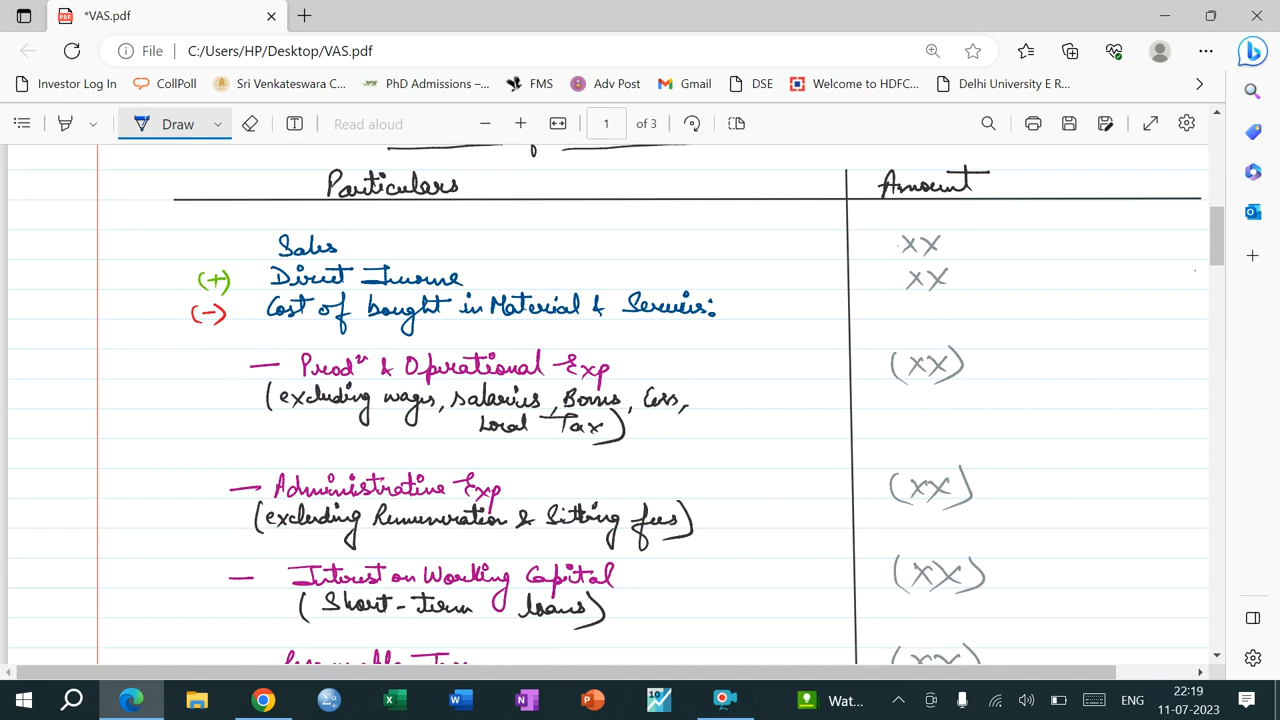 *VAS.pdf
File C:/Users/HP/Desktop/VAS.pdf
Investor Log In CollPoll Sri Venkateswara C... PhD Admissions –... FMS Adv Post Gmail DSE Welcome to HDFC... Delhi University E R...
Draw Read aloud 1 of 3
Particulars Amount
Sales XX
(+) Direct Income XX
(-) Cost of bought in Material & Services:
— Prodⁿ & Operational Exp (XX)
(excluding wages, salaries, Bonus, Cess,
Local Tax)
— Administrative Exp (XX)
(excluding Remuneration & Sitting fees)
— Interest on Working Capital (XX)
(Short-term loans)
(XX)
Wat... ENG 22:19
11-07-2023